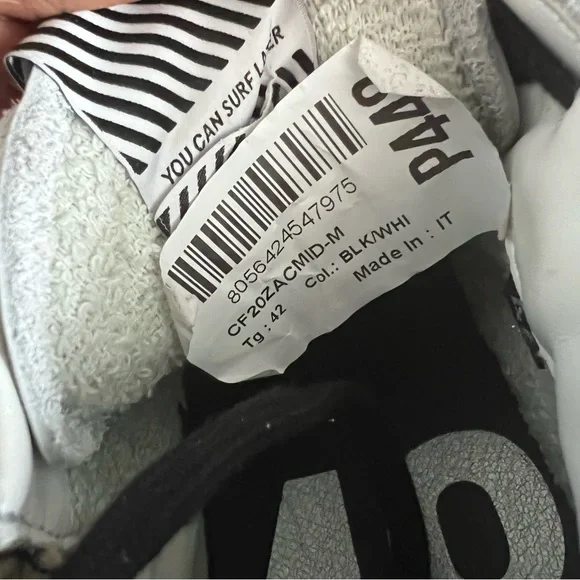 YOU CAN SURF LATER
P448
8056424547975
CF20ZACMID-M
Tg : 42 Col.: BLK/WHI
Made In : IT